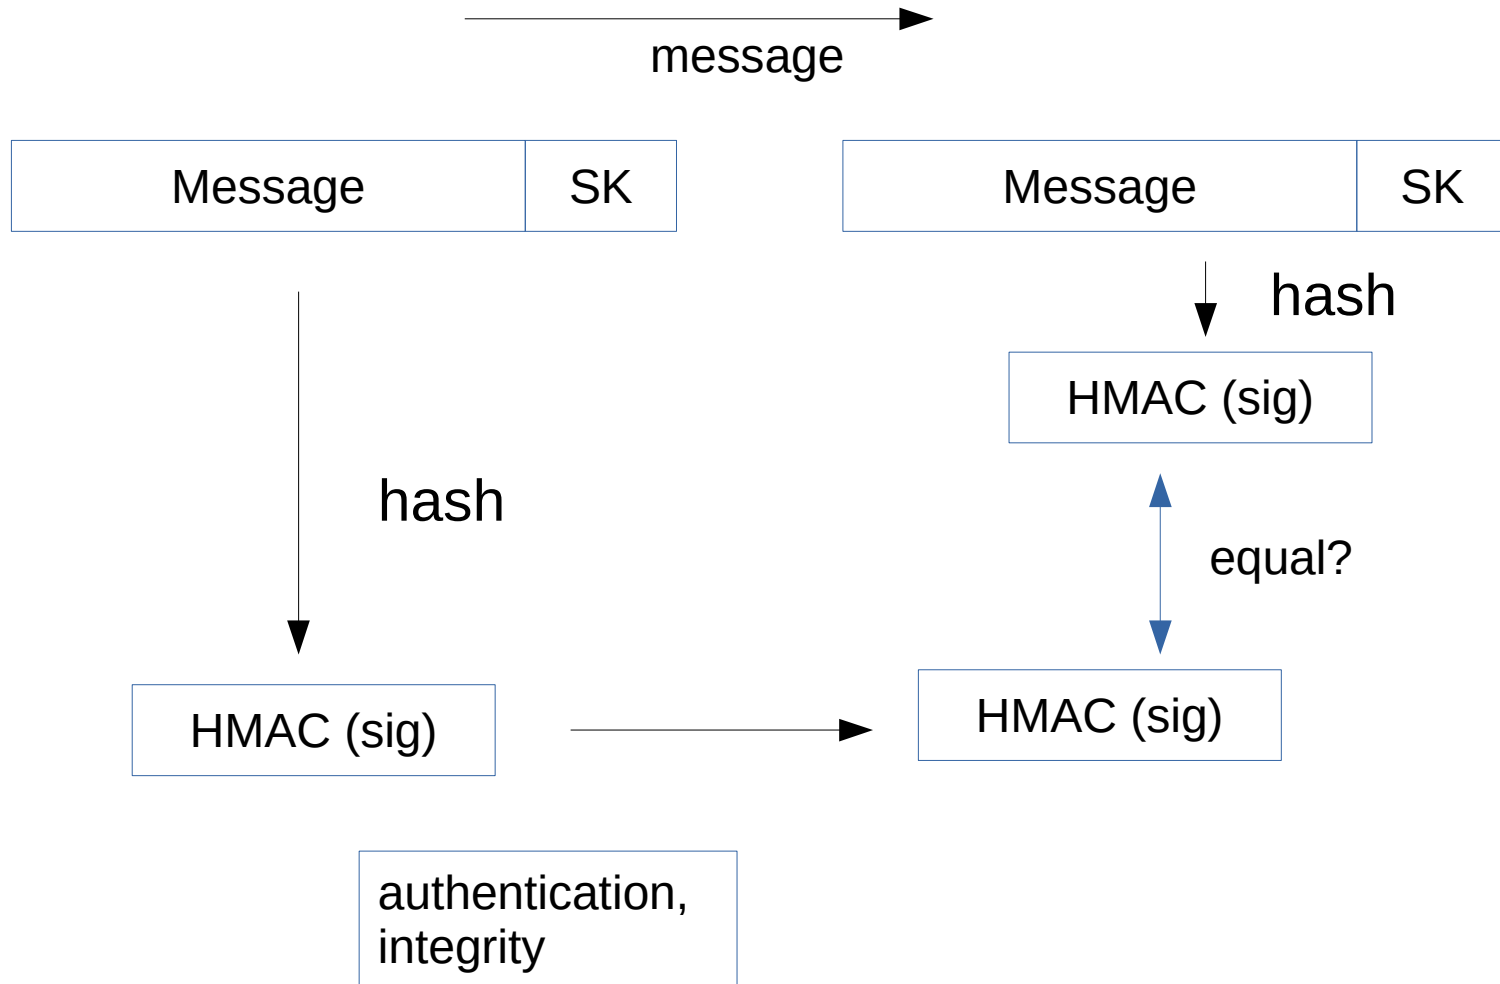 message
Message SK
Message SK
hash
HMAC (sig)
hash
equal?
HMAC (sig)
HMAC (sig)
authentication,
integrity